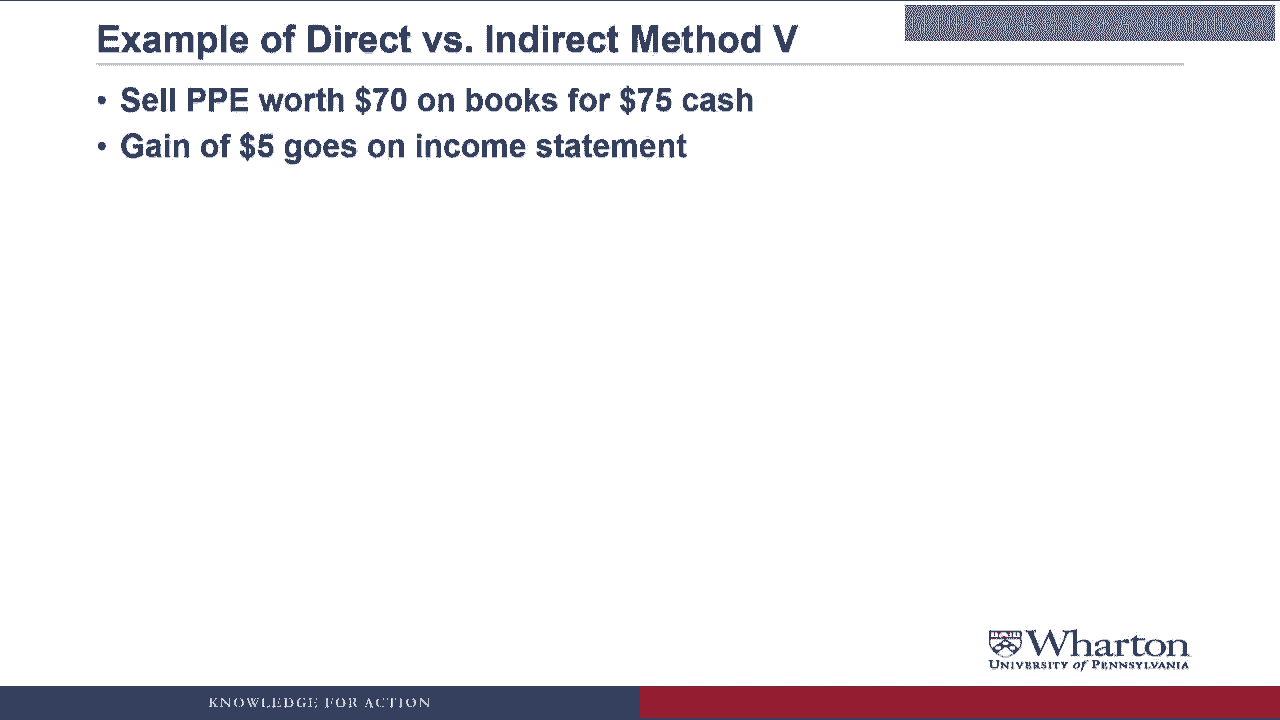 Example of Direct vs. Indirect Method V
• Sell PPE worth $70 on books for $75 cash
• Gain of $5 goes on income statement
Wharton
UNIVERSITY of PENNSYLVANIA
KNOWLEDGE FOR ACTION